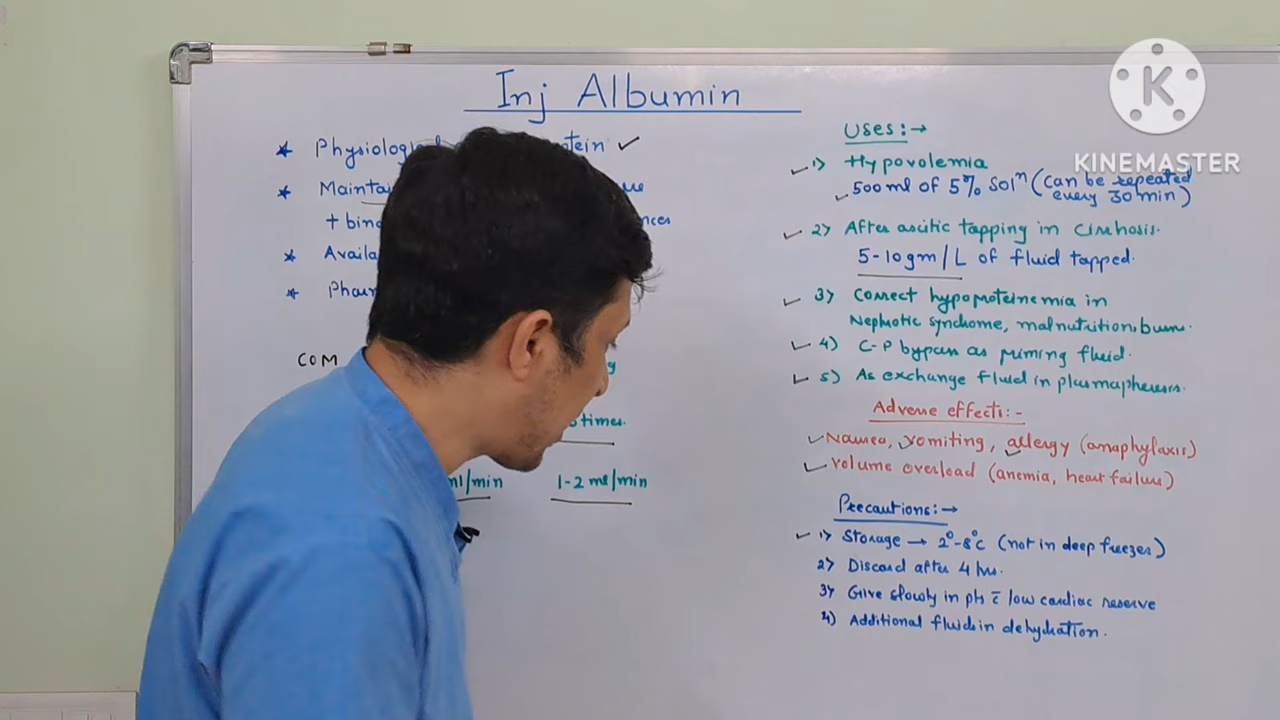 Inj Albumin
* Physiologi tein ✓
* Maintai
+ bin nces
* Availa
* Phar
COM g
times.
ml/min 1-2 ml/min
Uses:→
1) Hypovolemia
500 ml of 5% Solⁿ (can be repeated every 30 min)
2) After ascitic tapping in cirrhosis.
5-10 gm/L of fluid tapped.
3) Correct hypoproteinemia in
Nephrotic syndrome, malnutrition, burns.
4) C-P bypass as priming fluid.
5) As exchange fluid in plasmapheresis.
Adverse effects:-
Nausea, vomiting, allergy (anaphylaxis)
volume overload (anemia, heart failure)
Precautions:→
1) Storage → 2°-8°c (not in deep freezer)
2) Discard after 4 hrs.
3) Give slowly in pts c̄ low cardiac reserve
4) Additional fluids in dehydration.
KINEMASTER